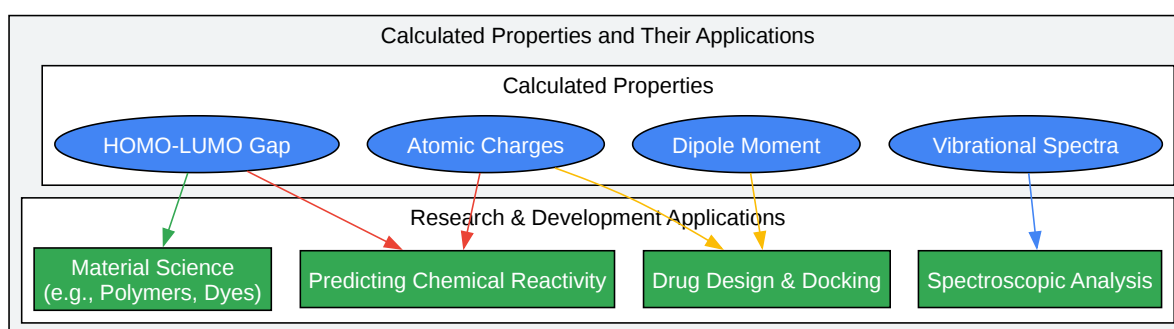 Calculated Properties and Their Applications
Calculated Properties
HOMO-LUMO Gap
Atomic Charges
Dipole Moment
Vibrational Spectra
Research & Development Applications
Material Science
(e.g., Polymers, Dyes)
Predicting Chemical Reactivity
Drug Design & Docking
Spectroscopic Analysis